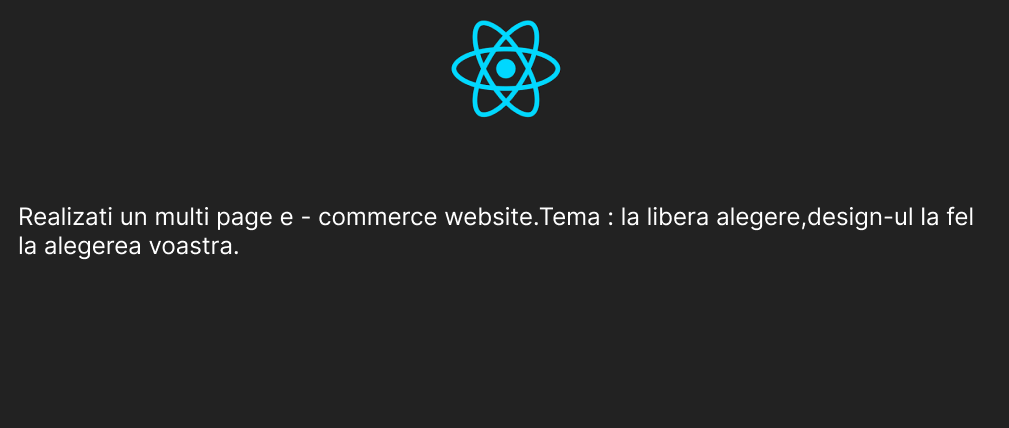 Realizati un multi page e - commerce website.Tema : la libera alegere,design-ul la fel
la alegerea voastra.